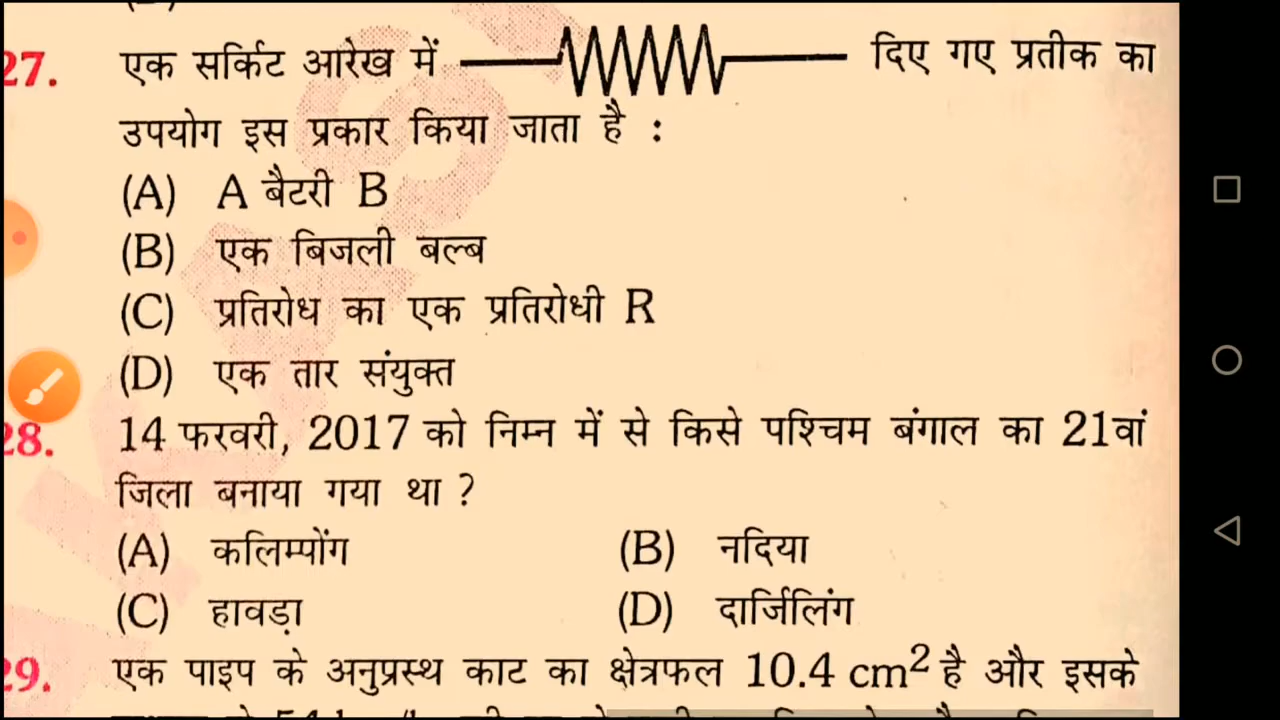 27. एक सर्किट आरेख में दिए गए प्रतीक का
उपयोग इस प्रकार किया जाता है :
(A) A बैटरी B
(B) एक बिजली बल्ब
(C) प्रतिरोध का एक प्रतिरोधी R
(D) एक तार संयुक्त
28. 14 फरवरी, 2017 को निम्न में से किसे पश्चिम बंगाल का 21वां
जिला बनाया गया था ?
(A) कलिम्पोंग (B) नदिया
(C) हावड़ा (D) दार्जिलिंग
29. एक पाइप के अनुप्रस्थ काट का क्षेत्रफल 10.4 cm² है और इसके